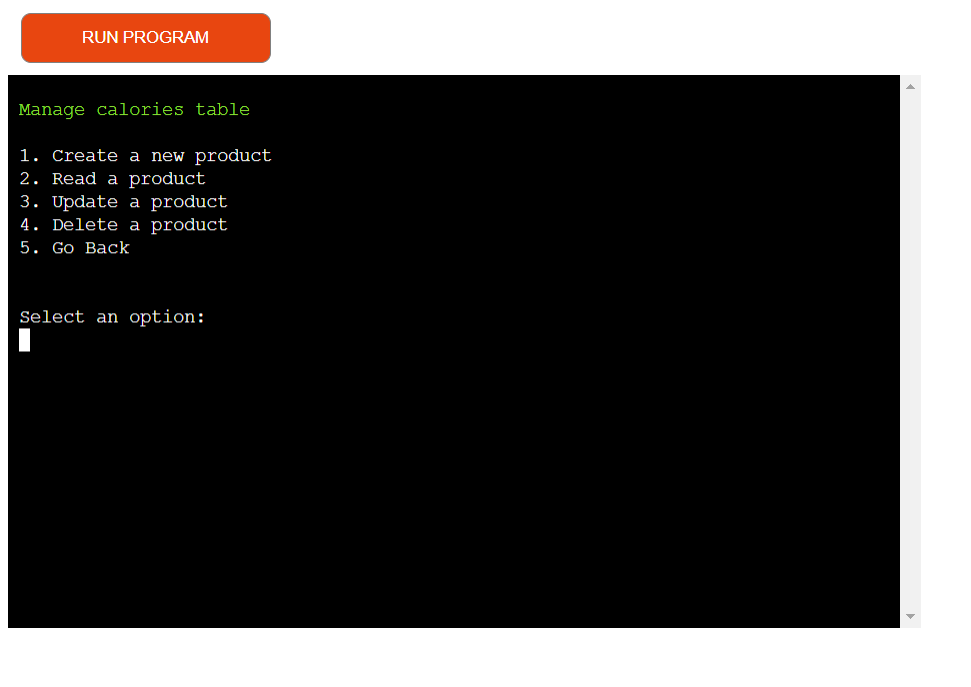 RUN PROGRAM
Manage calories table
1. Create a new product
2. Read a product
3. Update a product
4. Delete a product
5. Go Back
Select an option: